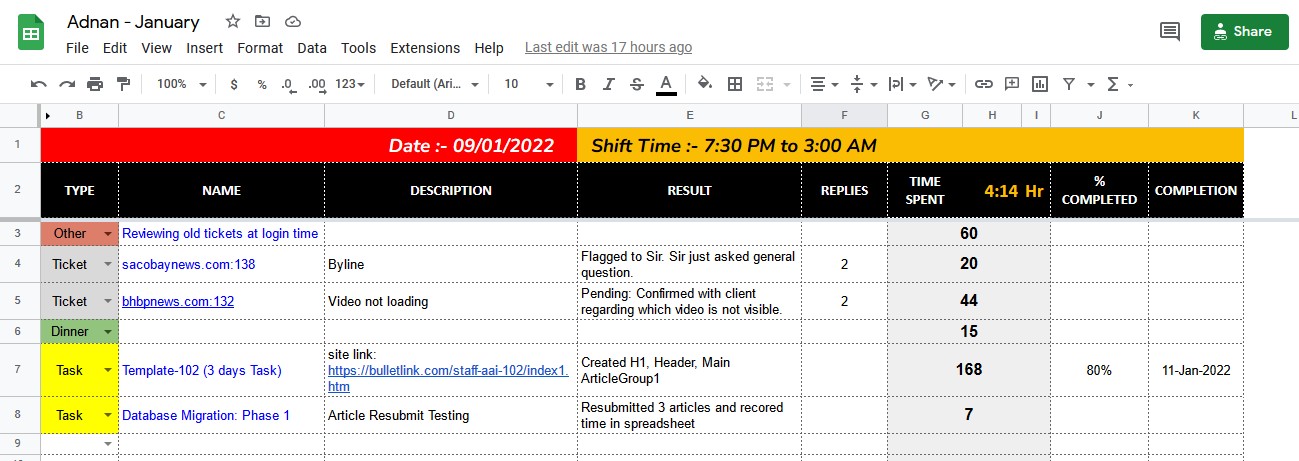 Adnan - January
File Edit View Insert Format Data Tools Extensions Help Last edit was 17 hours ago
Share
100% $ % .0 .00 123 Default (Ari... 10 B I S A
B C D E F G H I J K L
1 Date :- 09/01/2022 Shift Time :- 7:30 PM to 3:00 AM
2 TYPE NAME DESCRIPTION RESULT REPLIES TIME SPENT 4:14 Hr % COMPLETED COMPLETION
3 Other Reviewing old tickets at login time 60
4 Ticket sacobaynews.com:138 Byline Flagged to Sir. Sir just asked general question. 2 20
5 Ticket bhbpnews.com:132 Video not loading Pending: Confirmed with client regarding which video is not visible. 2 44
6 Dinner 15
7 Task Template-102 (3 days Task) site link: https://bulletlink.com/staff-aai-102/index1.htm Created H1, Header, Main ArticleGroup1 168 80% 11-Jan-2022
8 Task Database Migration: Phase 1 Article Resubmit Testing Resubmitted 3 articles and recored time in spreadsheet 7
9